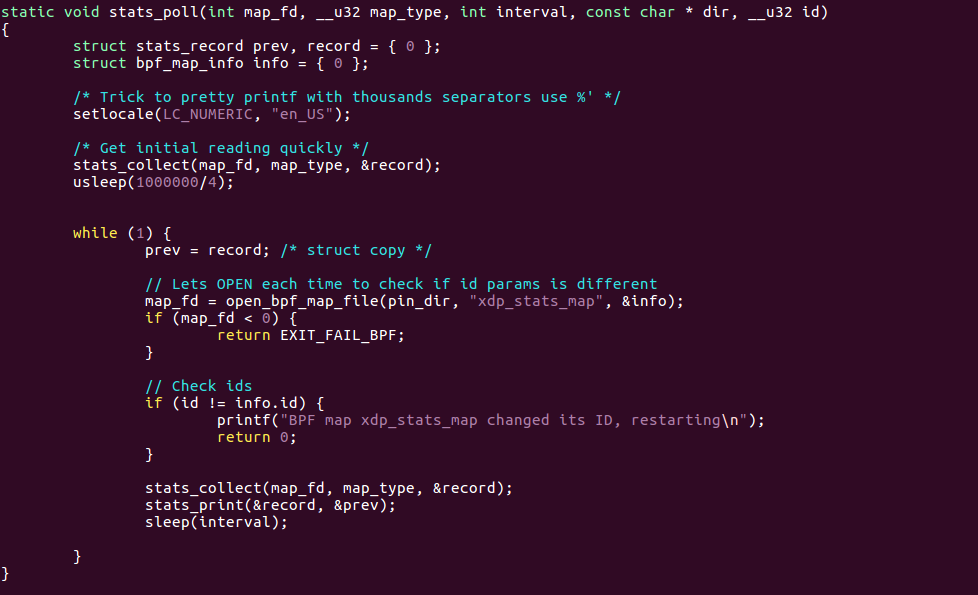 static void stats_poll(int map_fd, __u32 map_type, int interval, const char * dir, __u32 id)
{
        struct stats_record prev, record = { 0 };
        struct bpf_map_info info = { 0 };

        /* Trick to pretty printf with thousands separators use %' */
        setlocale(LC_NUMERIC, "en_US");

        /* Get initial reading quickly */
        stats_collect(map_fd, map_type, &record);
        usleep(1000000/4);


        while (1) {
                prev = record; /* struct copy */

                // Lets OPEN each time to check if id params is different
                map_fd = open_bpf_map_file(pin_dir, "xdp_stats_map", &info);
                if (map_fd < 0) {
                        return EXIT_FAIL_BPF;
                }

                // Check ids
                if (id != info.id) {
                        printf("BPF map xdp_stats_map changed its ID, restarting\n");
                        return 0;
                }

                stats_collect(map_fd, map_type, &record);
                stats_print(&record, &prev);
                sleep(interval);

        }
}